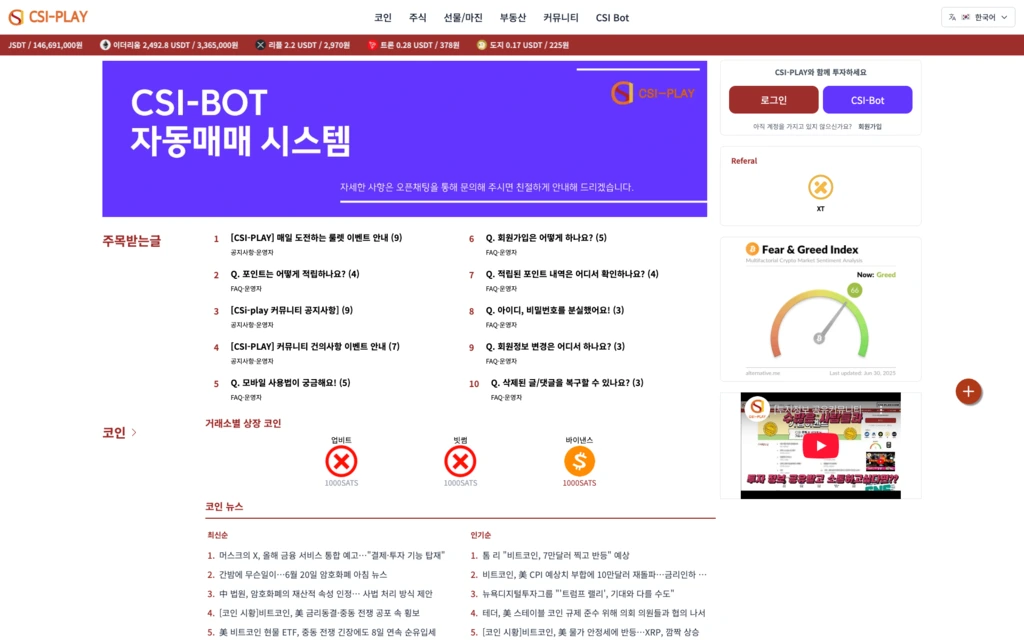 CSI-PLAY
코인 주식 선물/마진 부동산 커뮤니티 CSI Bot
한국어
JSDT / 146,691,000원 이더리움 2,492.8 USDT / 3,365,000원 리플 2.2 USDT / 2,970원 트론 0.28 USDT / 378원 도지 0.17 USDT / 225원
CSI-BOT
자동매매 시스템
CSI-PLAY
자세한 사항은 오픈채팅을 통해 문의해 주시면 친절하게 안내해 드리겠습니다.
CSI-PLAY와 함께 투자하세요
로그인 CSI-Bot
아직 계정을 가지고 있지 않으신가요? 회원가입
Referal
XT
주목받는글
1 [CSI-PLAY] 매일 도전하는 룰렛 이벤트 안내 (9)
공지사항·운영자
2 Q. 포인트는 어떻게 적립하나요? (4)
FAQ·운영자
3 [CSi-play 커뮤니티 공지사항] (9)
공지사항·운영자
4 [CSI-PLAY] 커뮤니티 건의사항 이벤트 안내 (7)
공지사항·운영자
5 Q. 모바일 사용법이 궁금해요! (5)
FAQ·운영자
6 Q. 회원가입은 어떻게 하나요? (5)
FAQ·운영자
7 Q. 적립된 포인트 내역은 어디서 확인하나요? (4)
FAQ·운영자
8 Q. 아이디, 비밀번호를 분실했어요! (3)
FAQ·운영자
9 Q. 회원정보 변경은 어디서 하나요? (3)
FAQ·운영자
10 Q. 삭제된 글/댓글을 복구할 수 있나요? (3)
FAQ·운영자
Fear & Greed Index
Multifactorial Crypto Market Sentiment Analysis
Now: Greed
66
alternative.me Last updated: Jun 30, 2025
코인
거래소별 상장 코인
업비트 빗썸 바이낸스
1000SATS 1000SATS 1000SATS
투자 정보 공유하고 소통하고싶다면??
코인 뉴스
최신순
1. 머스크의 X, 올해 금융 서비스 통합 예고…"결제·투자 기능 탑재"
2. 간밤에 무슨일이…6월 20일 암호화폐 아침 뉴스
3. 中 법원, 암호화폐의 재산적 속성 인정… 사법 처리 방식 제안
4. [코인 시황]비트코인, 美 금리동결·중동 전쟁 공포 속 횡보
5. 美 비트코인 현물 ETF, 중동 전쟁 긴장에도 8일 연속 순유입세
인기순
1. 톰 리 "비트코인, 7만달러 찍고 반등" 예상
2. 비트코인, 美 CPI 예상치 부합에 10만달러 재돌파…금리인하 …
3. 뉴욕디지털투자그룹 "'트럼프 랠리', 기대와 다를 수도"
4. 테더, 美 스테이블 코인 규제 준수 위해 의회 의원들과 협의 나서
5. [코인 시황]비트코인, 美 물가 안정세에 반등…XRP, 깜짝 상승